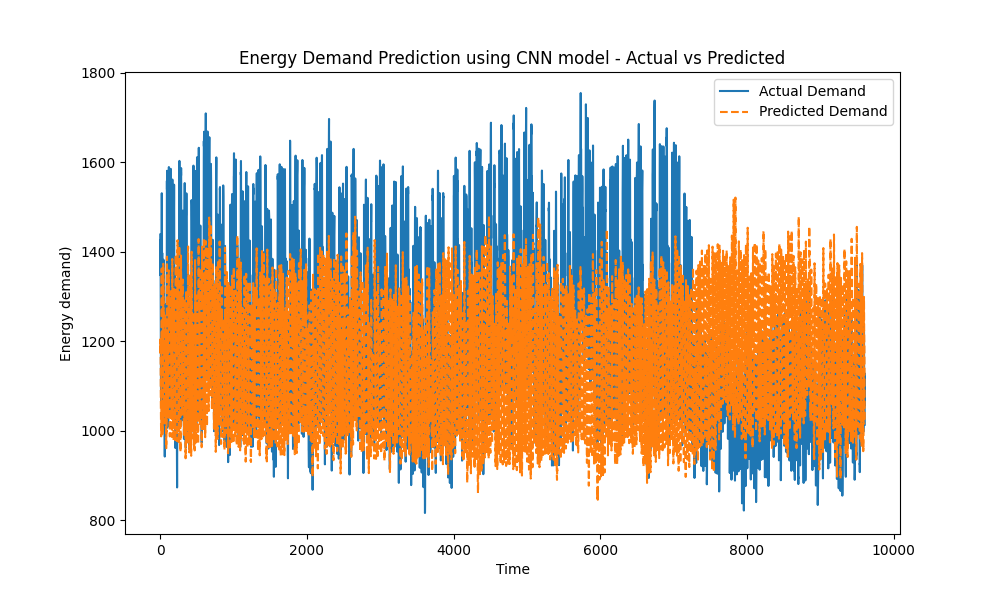 Energy Demand Prediction using CNN model - Actual vs Predicted
Actual Demand
Predicted Demand
Energy demand)
1800
1600
1400
1200
1000
800
0 2000 4000 6000 8000 10000
Time